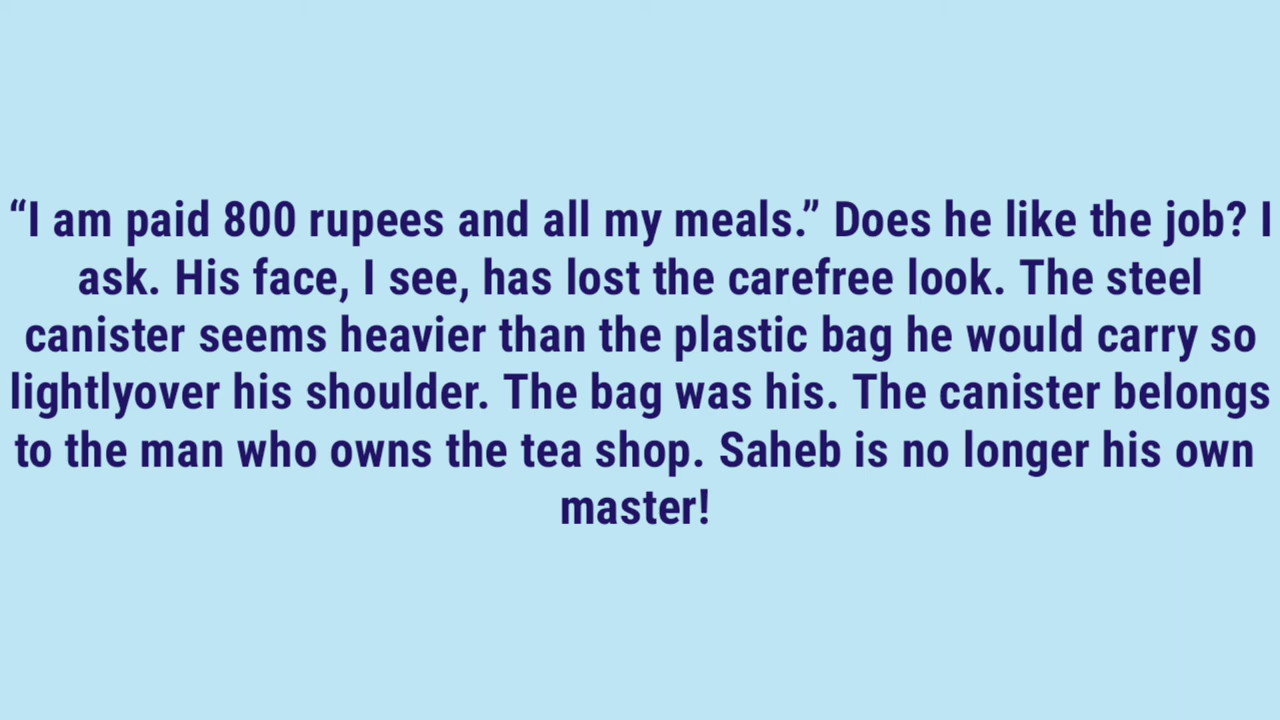 “I am paid 800 rupees and all my meals.” Does he like the job? I
ask. His face, I see, has lost the carefree look. The steel
canister seems heavier than the plastic bag he would carry so
lightlyover his shoulder. The bag was his. The canister belongs
to the man who owns the tea shop. Saheb is no longer his own
master!